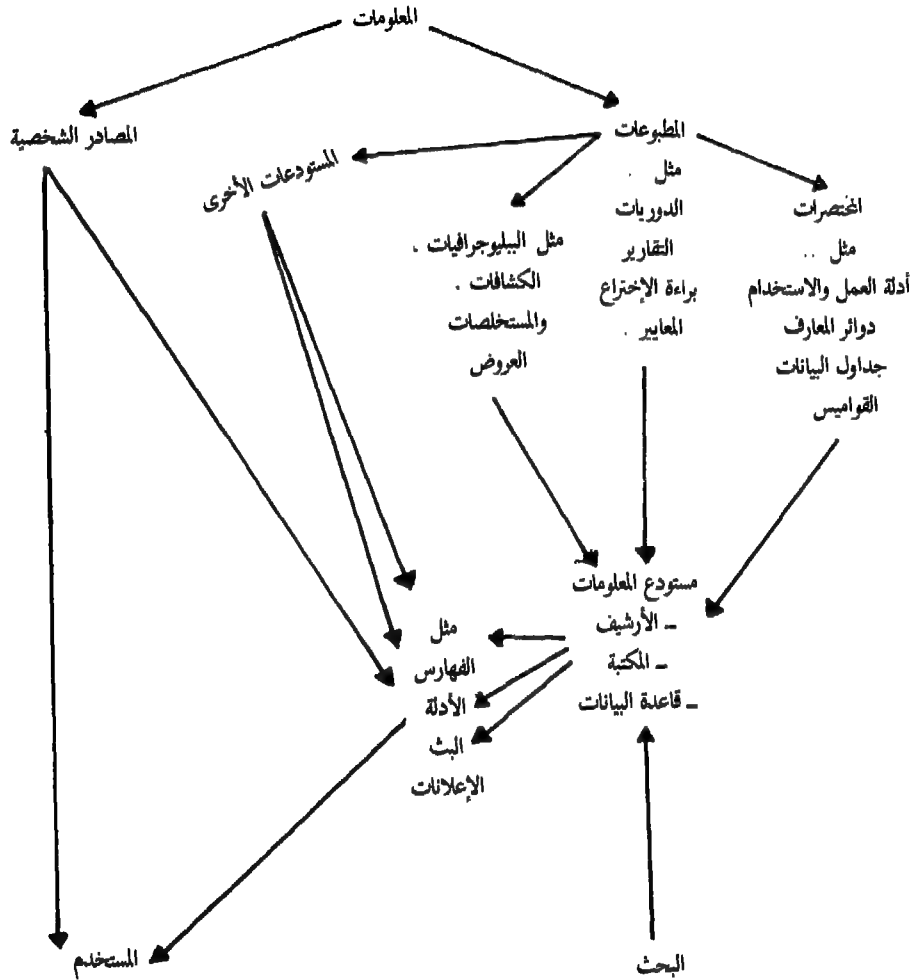 المعلومات
المصادر الشخصية
المطبوعات
مثل .
الدوريات
التقارير
براءة الإختراع
المعايير .
المستودعات الأخرى
مثل الببليوجرافيات .
الكشافات .
والمستخلصات
العروض
المختصرات
مثل ..
أدلة العمل والاستخدام
دوائر المعارف
جداول البيانات
القواميس
مستودع المعلومات
ـ الأرشيف
ـ المكتبة
ـ قاعدة البيانات
مثل
الفهارس
الأدلة
البث
الإعلانات
المستخدم
البحث